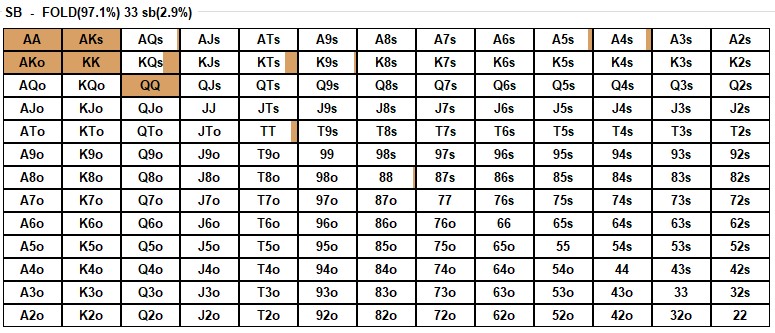 SB - FOLD(97.1%) 33 sb(2.9%)
AA AKs AQs AJs ATs A9s A8s A7s A6s A5s A4s A3s A2s
AKo KK KQs KJs KTs K9s K8s K7s K6s K5s K4s K3s K2s
AQo KQo QQ QJs QTs Q9s Q8s Q7s Q6s Q5s Q4s Q3s Q2s
AJo KJo QJo JJ JTs J9s J8s J7s J6s J5s J4s J3s J2s
ATo KTo QTo JTo TT T9s T8s T7s T6s T5s T4s T3s T2s
A9o K9o Q9o J9o T9o 99 98s 97s 96s 95s 94s 93s 92s
A8o K8o Q8o J8o T8o 98o 88 87s 86s 85s 84s 83s 82s
A7o K7o Q7o J7o T7o 97o 87o 77 76s 75s 74s 73s 72s
A6o K6o Q6o J6o T6o 96o 86o 76o 66 65s 64s 63s 62s
A5o K5o Q5o J5o T5o 95o 85o 75o 65o 55 54s 53s 52s
A4o K4o Q4o J4o T4o 94o 84o 74o 64o 54o 44 43s 42s
A3o K3o Q3o J3o T3o 93o 83o 73o 63o 53o 43o 33 32s
A2o K2o Q2o J2o T2o 92o 82o 72o 62o 52o 42o 32o 22